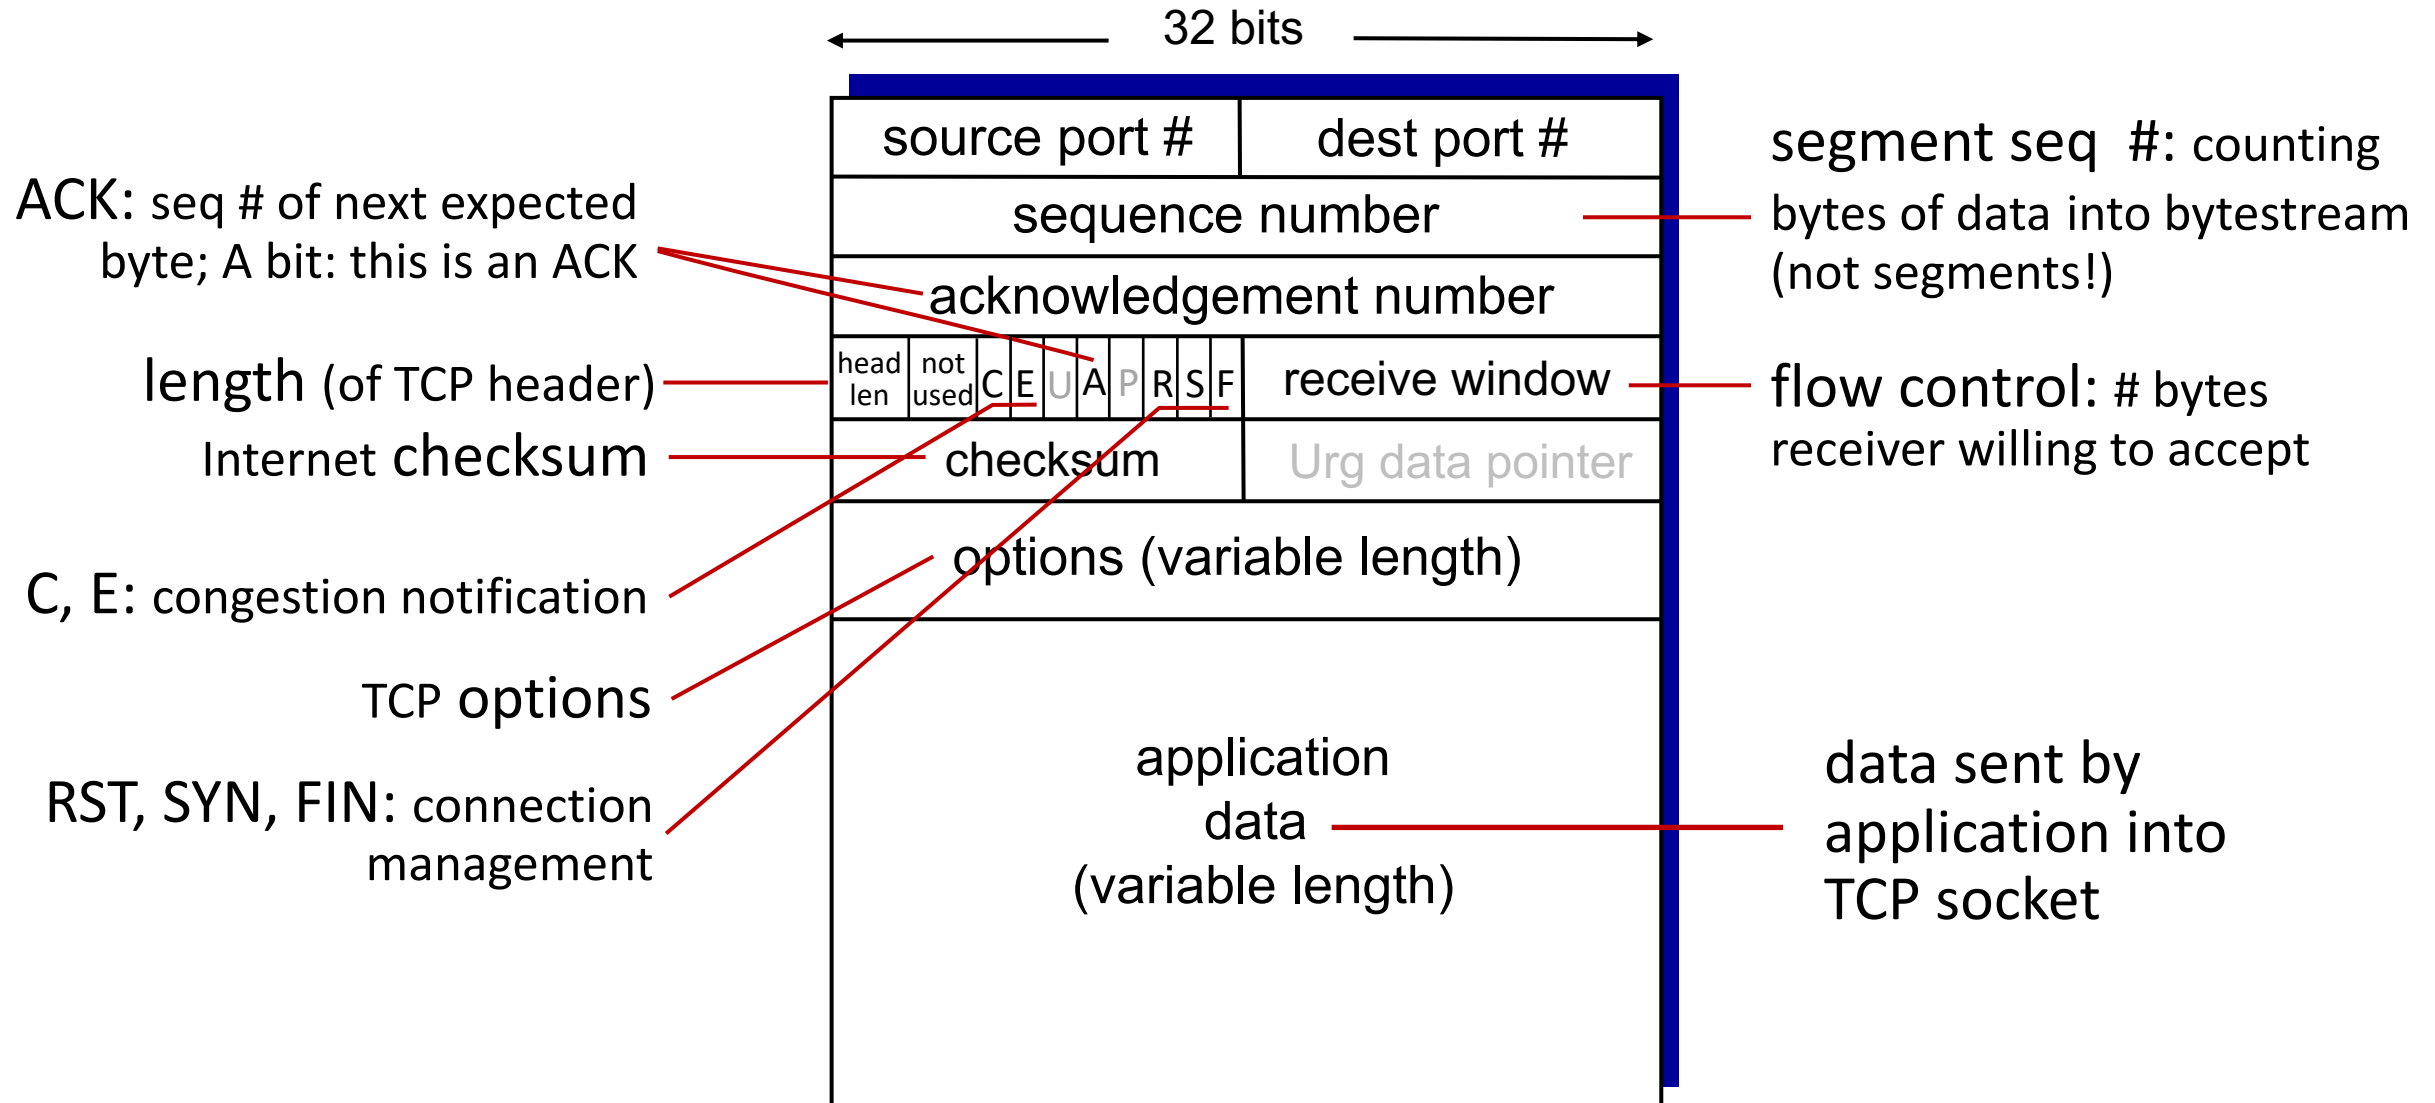 32 bits
source port #
dest port #
sequence number
acknowledgement number
head
len
not
used
C
E
U
A
P
R
S
F
receive window
checksum
Urg data pointer
options (variable length)
application
data
(variable length)
ACK: seq # of next expected
byte; A bit: this is an ACK
length (of TCP header)
Internet checksum
C, E: congestion notification
TCP options
RST, SYN, FIN: connection
management
segment seq #: counting
bytes of data into bytestream
(not segments!)
flow control: # bytes
receiver willing to accept
data sent by
application into
TCP socket